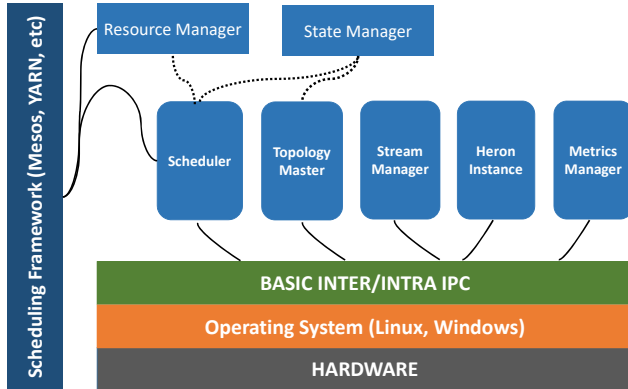 Scheduling Framework (Mesos, YARN, etc)
Resource Manager
State Manager
Scheduler
Topology
Master
Stream
Manager
Heron
Instance
Metrics
Manager
BASIC INTER/INTRA IPC
Operating System (Linux, Windows)
HARDWARE